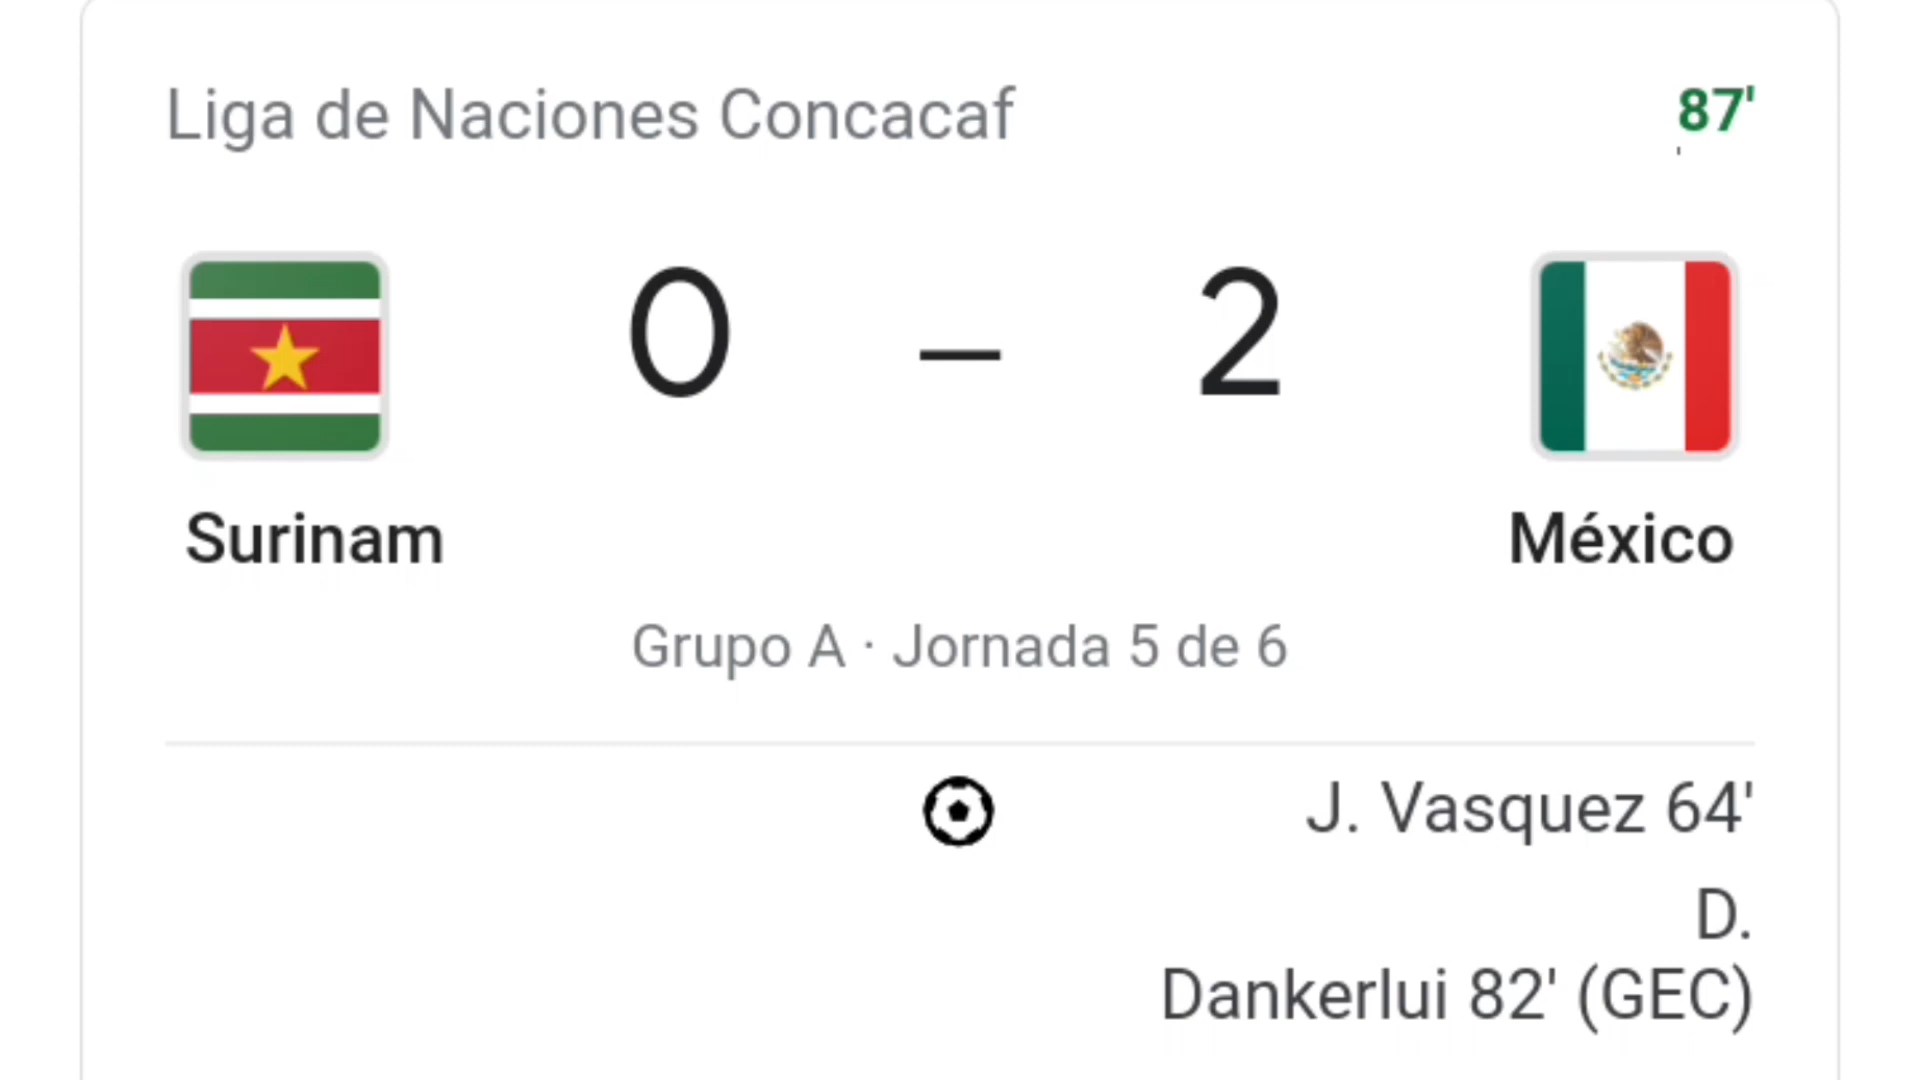 Liga de Naciones Concacaf 87'
0 – 2
Surinam México
Grupo A · Jornada 5 de 6
J. Vasquez 64'
D.
Dankerlui 82' (GEC)